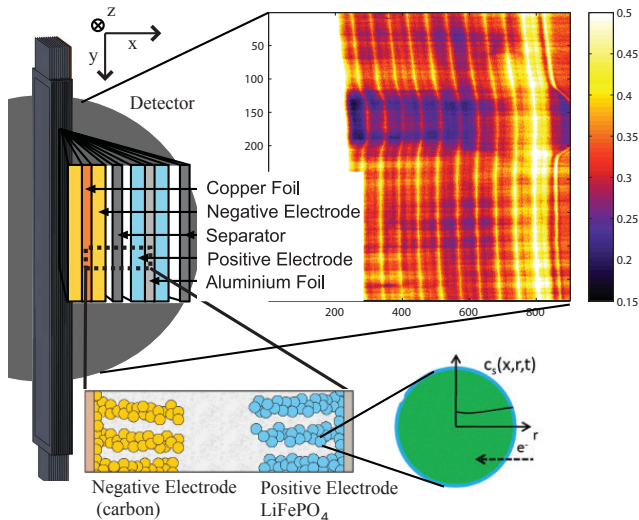 z
x
y
Detector
Copper Foil
Negative Electrode
Separator
Positive Electrode
Aluminium Foil
50
100
150
200
200
400
600
800
0.5
0.45
0.4
0.35
0.3
0.25
0.2
0.15
cₛ(x,r,t)
r
e⁻
Negative Electrode
(carbon)
Positive Electrode
LiFePO₄